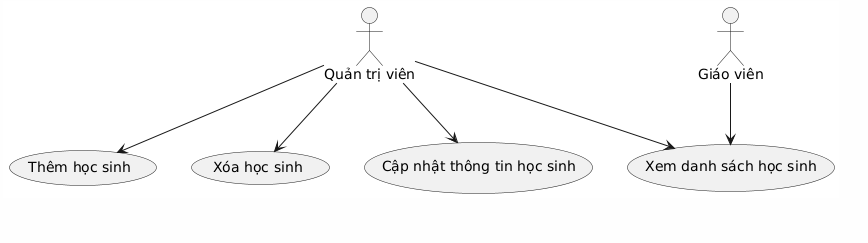 Quản trị viên
Giáo viên
Thêm học sinh
Xóa học sinh
Cập nhật thông tin học sinh
Xem danh sách học sinh